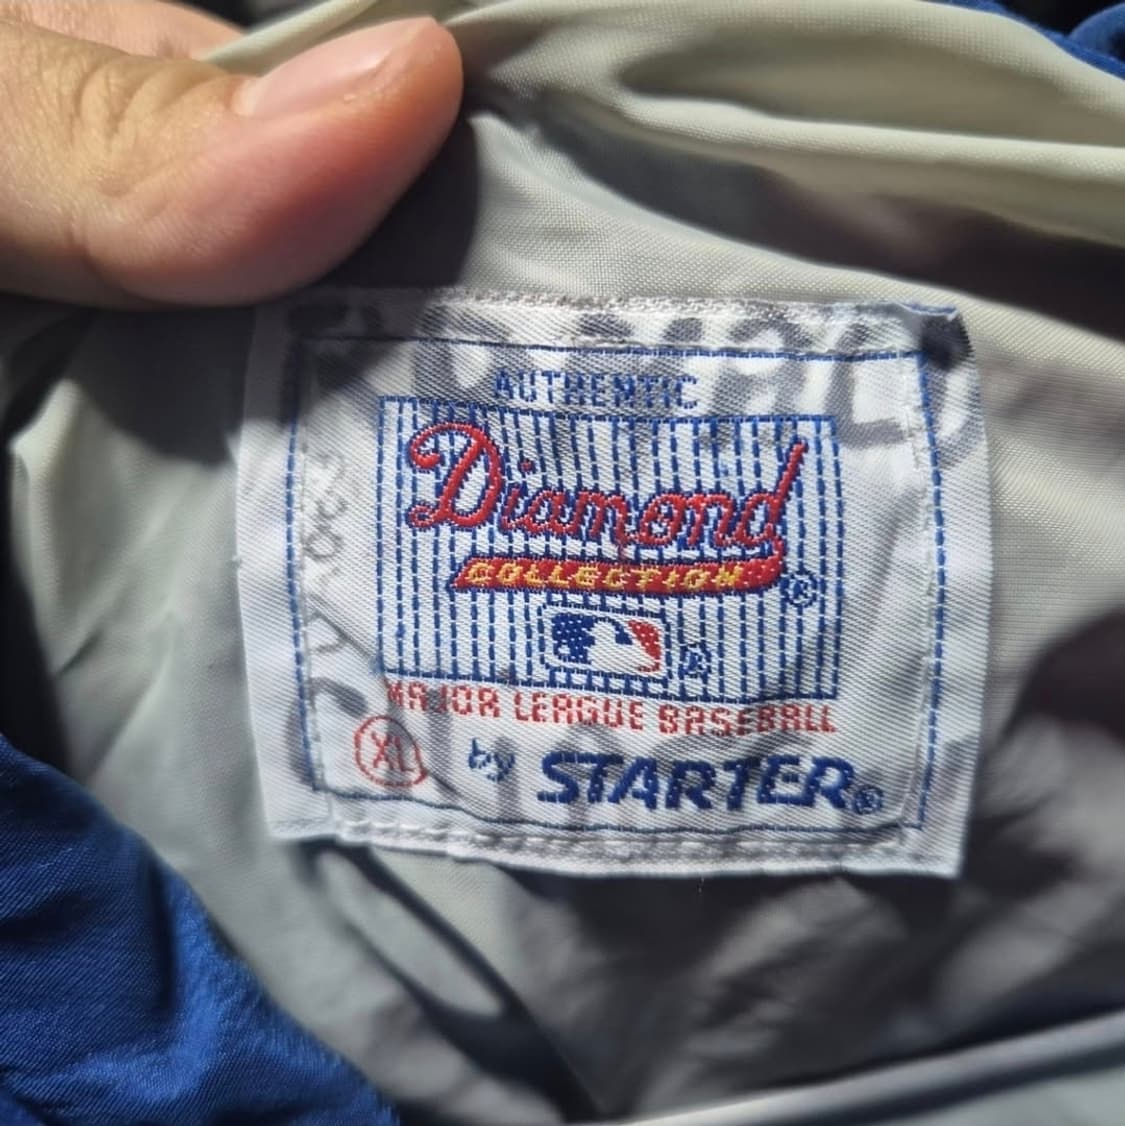 AUTHENTIC
Diamond
COLLECTION ®
®
MAJOR LEAGUE BASEBALL
XL by STARTER®